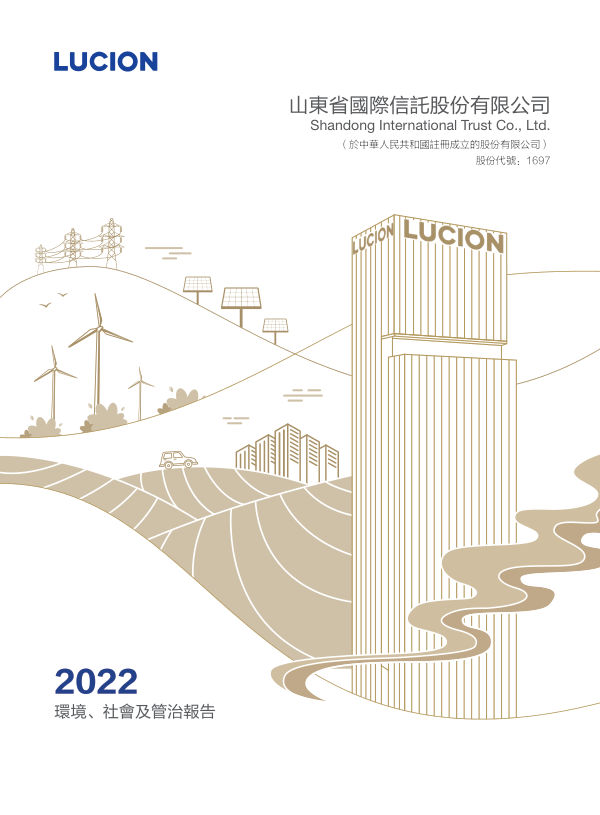 LUCION
山東省國際信託股份有限公司
Shandong International Trust Co., Ltd.
（於中華人民共和國註冊成立的股份有限公司）
股份代號：1697
LUCION
LUCION
2022
環境、社會及管治報告